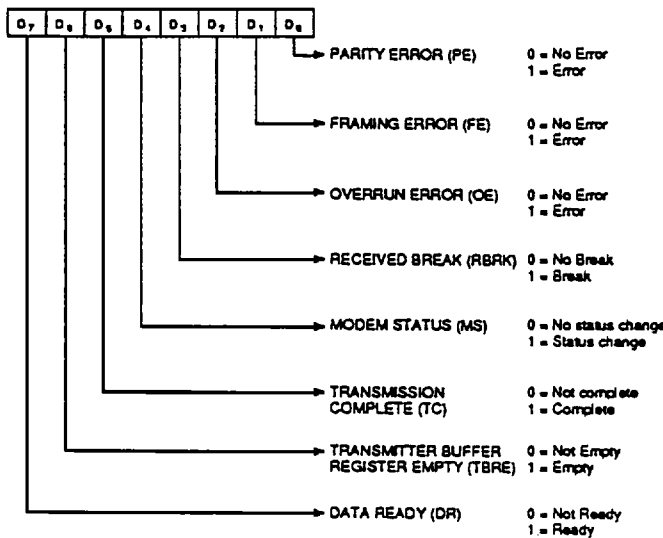 D7 D6 D5 D4 D3 D2 D1 D0
PARITY ERROR (PE) 0 = No Error
1 = Error
FRAMING ERROR (FE) 0 = No Error
1 = Error
OVERRUN ERROR (OE) 0 = No Error
1 = Error
RECEIVED BREAK (RBRK) 0 = No Break
1 = Break
MODEM STATUS (MS) 0 = No status change
1 = Status change
TRANSMISSION 0 = Not complete
COMPLETE (TC) 1 = Complete
TRANSMITTER BUFFER 0 = Not Empty
REGISTER EMPTY (TBRE) 1 = Empty
DATA READY (DR) 0 = Not Ready
1 = Ready